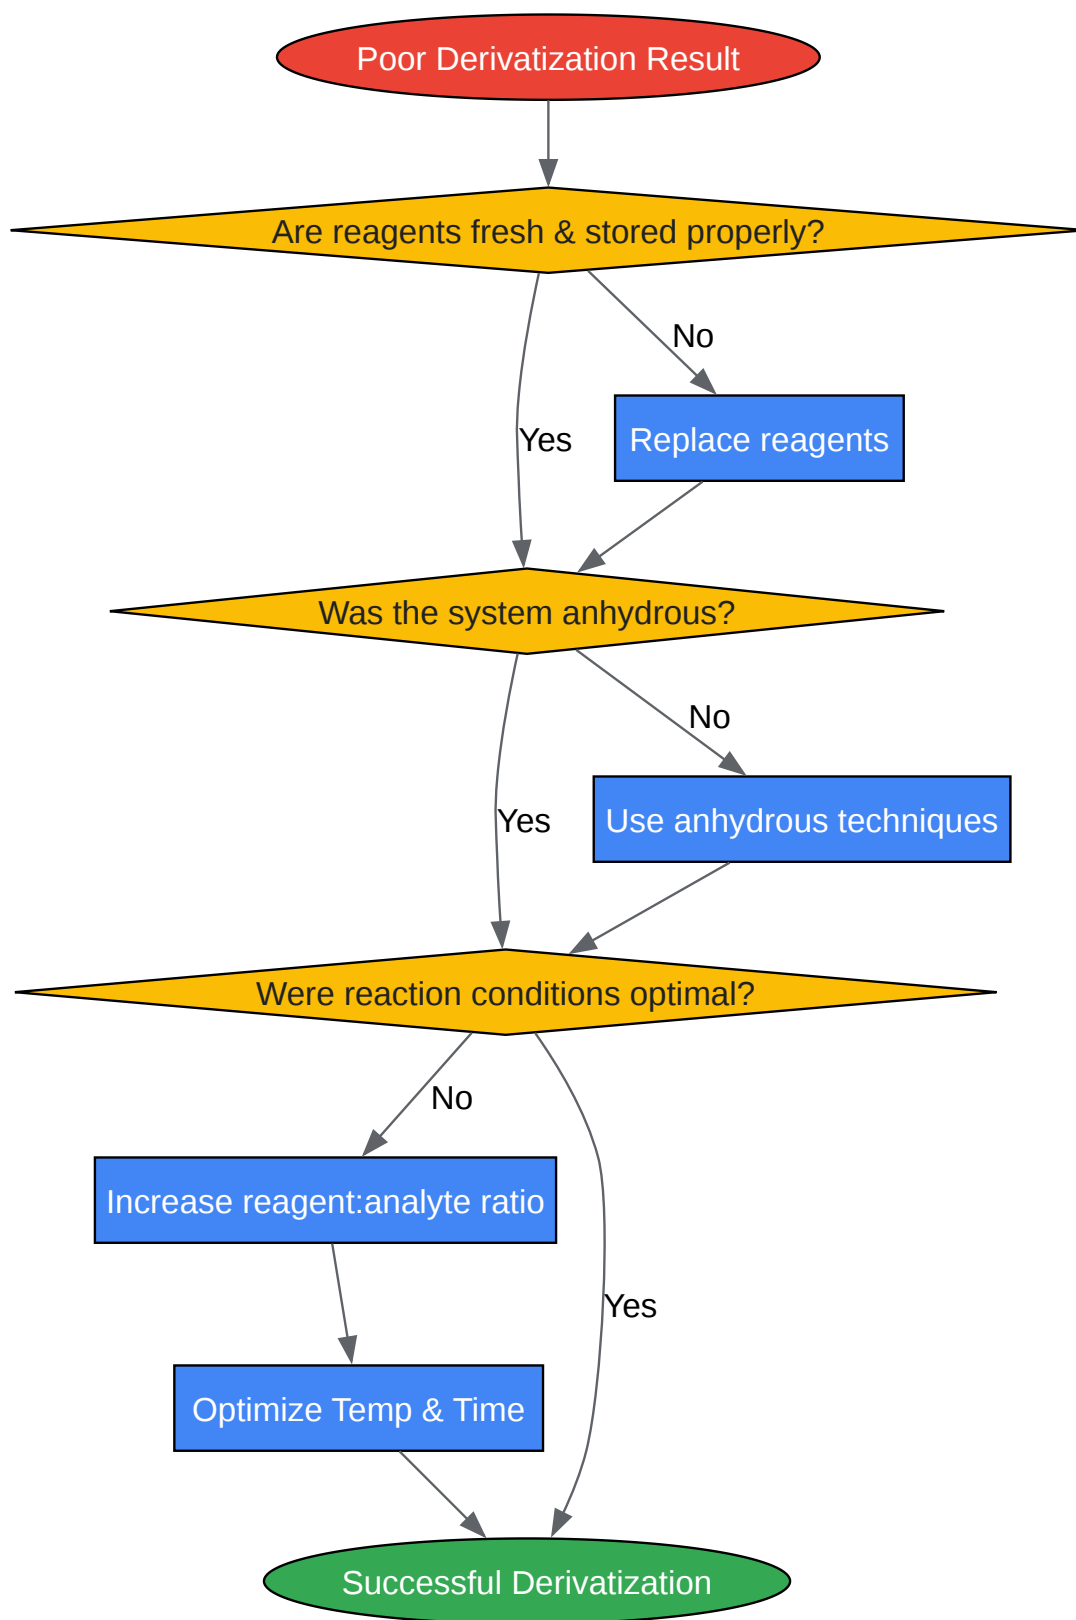 Poor Derivatization Result
Are reagents fresh & stored properly?
No
Yes
Replace reagents
Was the system anhydrous?
No
Yes
Use anhydrous techniques
Were reaction conditions optimal?
No
Increase reagent:analyte ratio
Yes
Optimize Temp & Time
Successful Derivatization